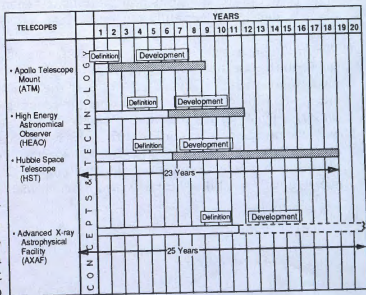 YEARS
TELECOPES
1 2 3 4 5 6 7 8 9 10 11 12 13 14 15 16 17 18 19 20
CONCEPTS & TECHNOLOGY
Definition Development
• Apollo Telescope
Mount
(ATM)
Definition Development
• High Energy
Astronomical
Observer
(HEAO)
Definition Development
• Hubble Space
Telescope
(HST)
23 Years
Definition Development
• Advanced X-ray
Astrophysical
Facility
(AXAF)
25 Years